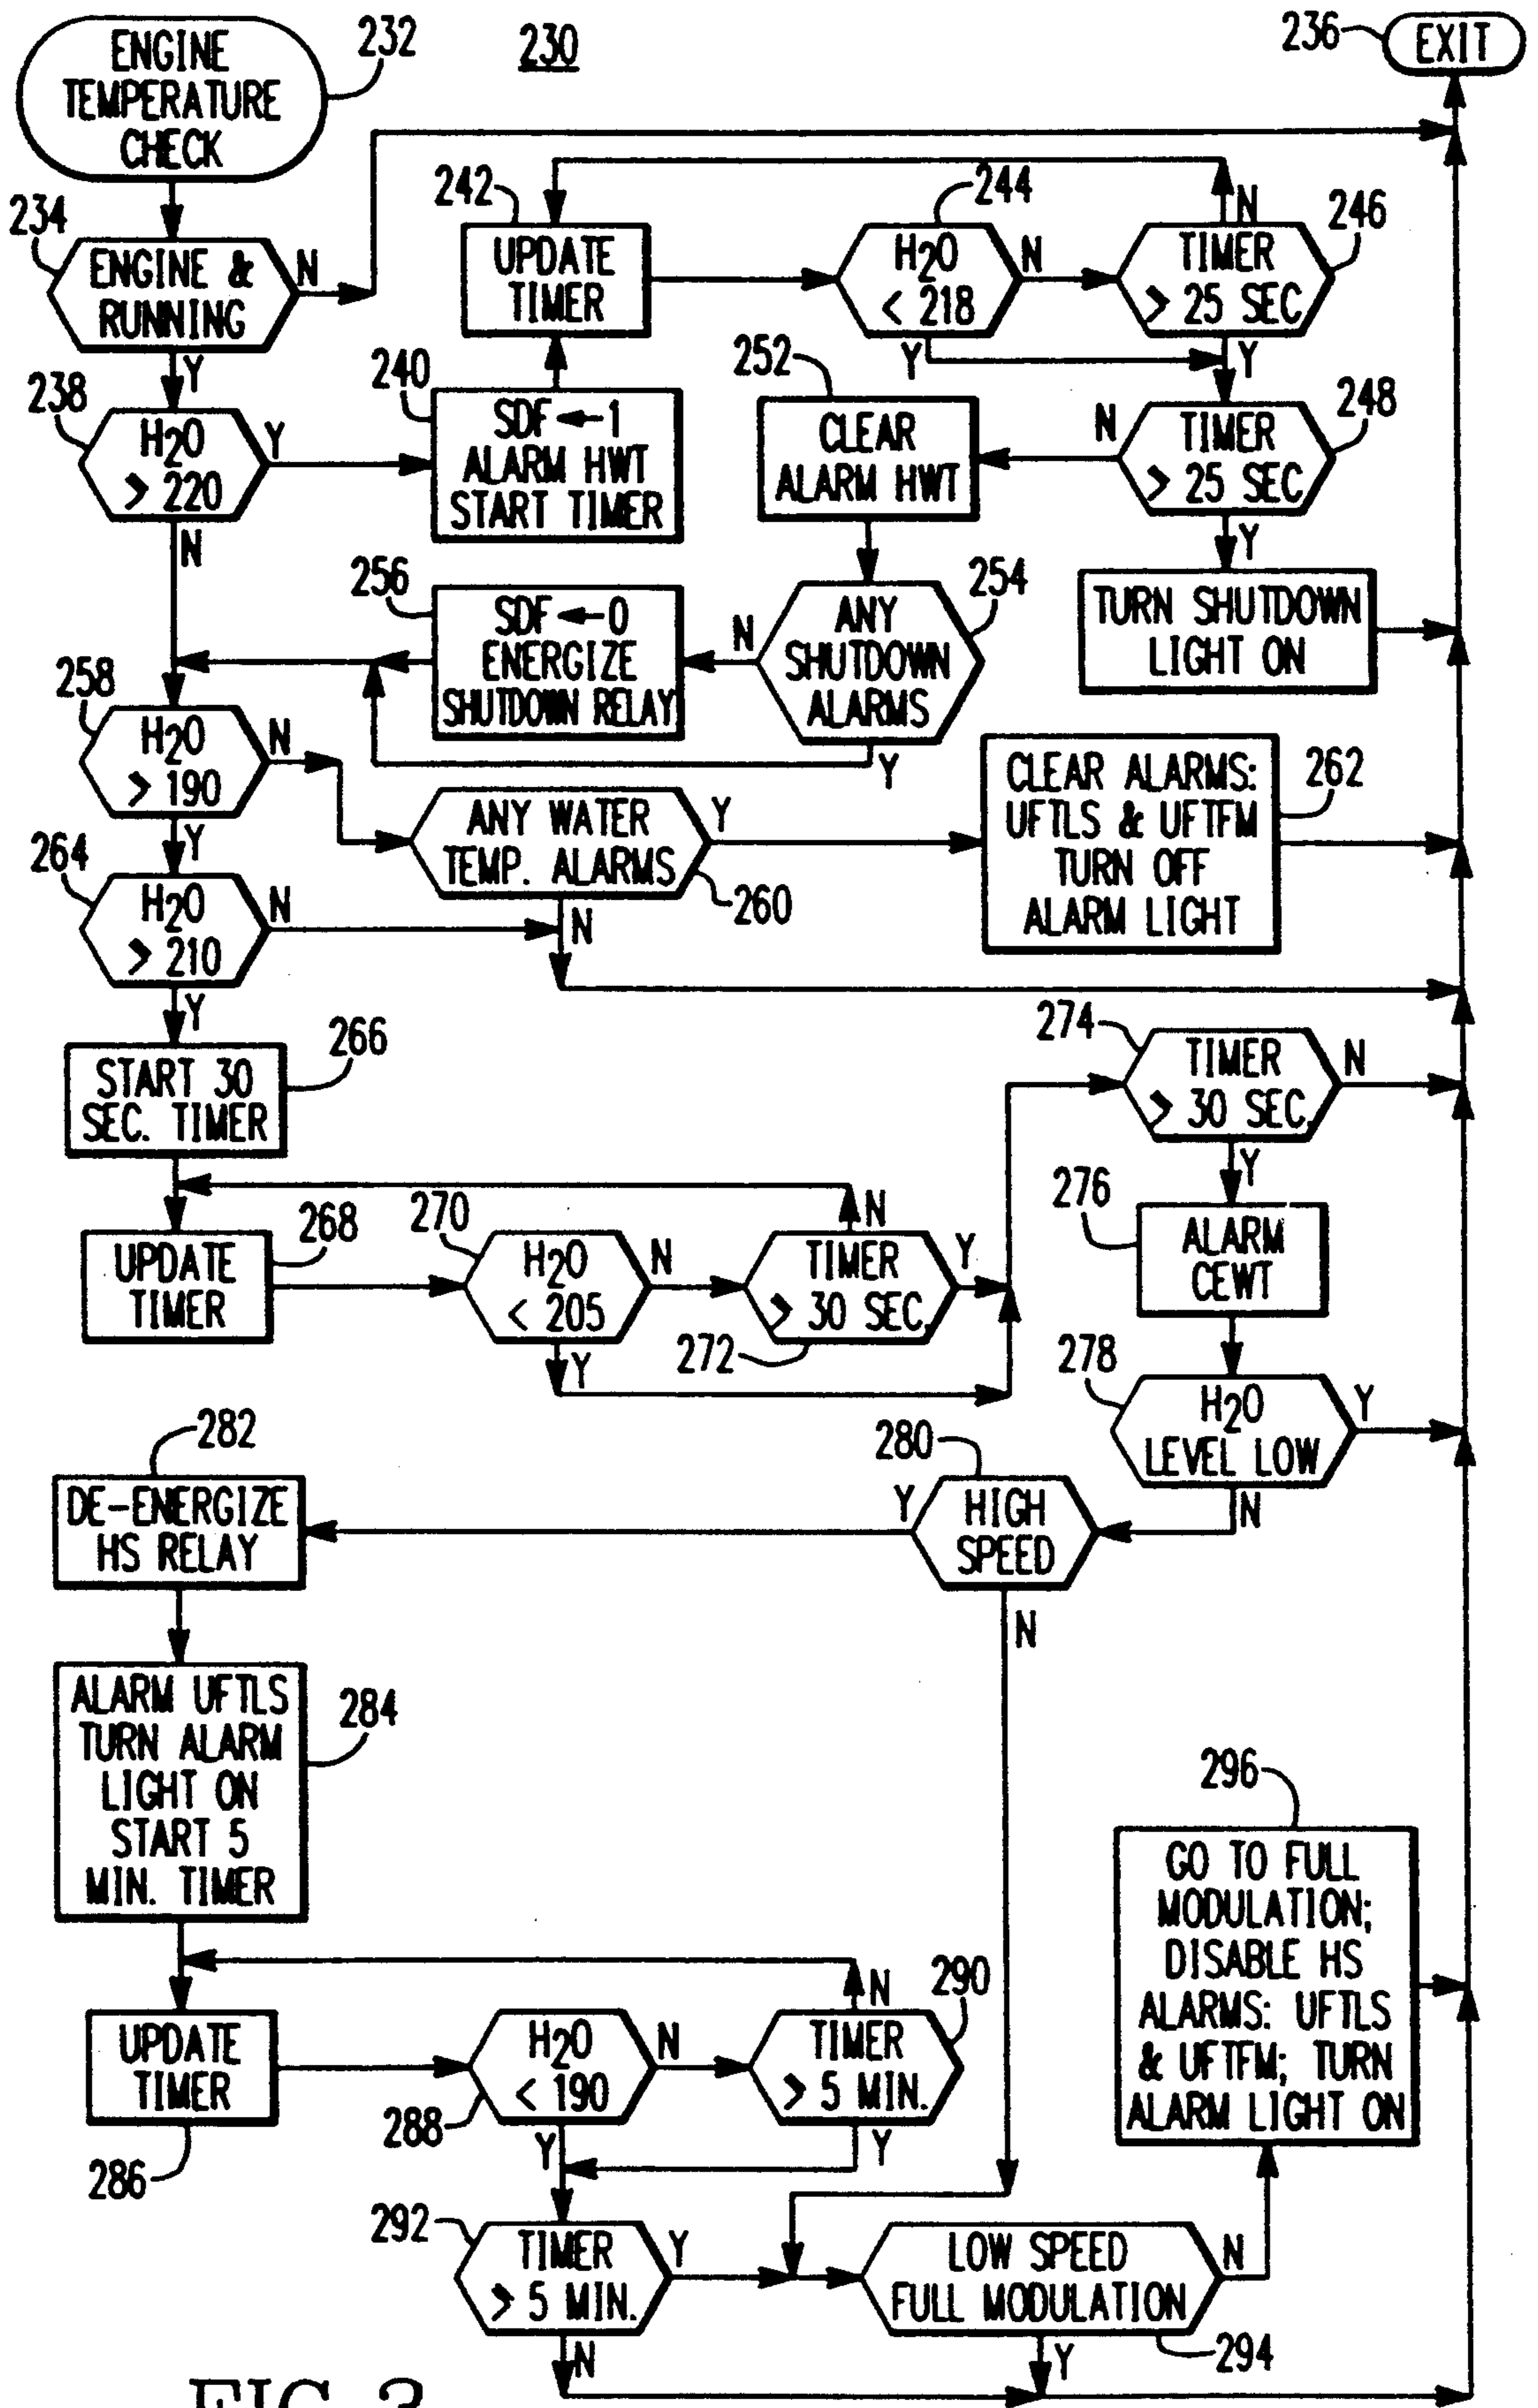 ENGINE
TEMPERATURE
CHECK
232
230
236
EXIT
234
ENGINE &
RUNNING
N
Y
242
UPDATE
TIMER
244
H2O
< 218
N
Y
246
TIMER
> 25 SEC
N
Y
238
H2O
> 220
Y
N
240
SDF←1
ALARM HWT
START TIMER
252
CLEAR
ALARM HWT
248
TIMER
> 25 SEC
N
Y
256
SDF←0
ENERGIZE
SHUTDOWN RELAY
254
ANY
SHUTDOWN
ALARMS
N
Y
TURN SHUTDOWN
LIGHT ON
258
H2O
> 190
N
Y
ANY WATER
TEMP. ALARMS
260
Y
N
CLEAR ALARMS:
UFTLS & UFTFM
TURN OFF
ALARM LIGHT
262
264
H2O
> 210
N
Y
START 30
SEC. TIMER
266
274
TIMER
> 30 SEC.
N
Y
UPDATE
TIMER
268
270
H2O
< 205
N
Y
TIMER
> 30 SEC.
272
N
Y
276
ALARM
CEWT
278
H2O
LEVEL LOW
Y
N
280
HIGH
SPEED
Y
N
282
DE-ENERGIZE
HS RELAY
ALARM UFTLS
TURN ALARM
LIGHT ON
START 5
MIN. TIMER
284
296
GO TO FULL
MODULATION;
DISABLE HS
ALARMS: UFTLS
& UFTFM; TURN
ALARM LIGHT ON
UPDATE
TIMER
286
H2O
< 190
288
N
Y
290
TIMER
> 5 MIN.
N
Y
292
TIMER
> 5 MIN.
Y
N
LOW SPEED
FULL MODULATION
294
N
Y
FIG. 3